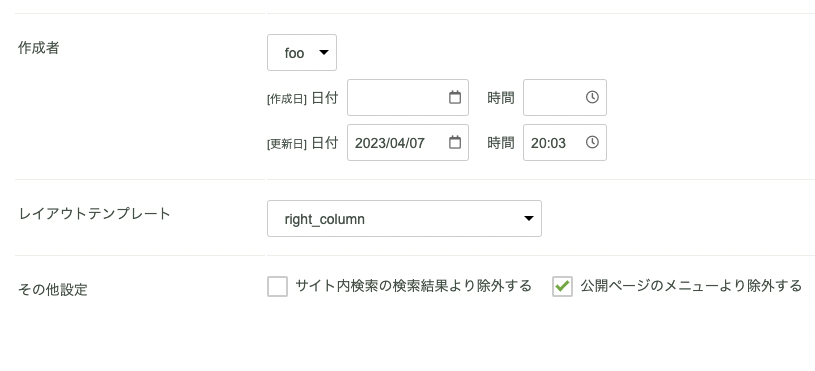 作成者
foo
[作成日] 日付 時間
[更新日] 日付 2023/04/07 時間 20:03
レイアウトテンプレート
right_column
その他設定
サイト内検索の検索結果より除外する 公開ページのメニューより除外する